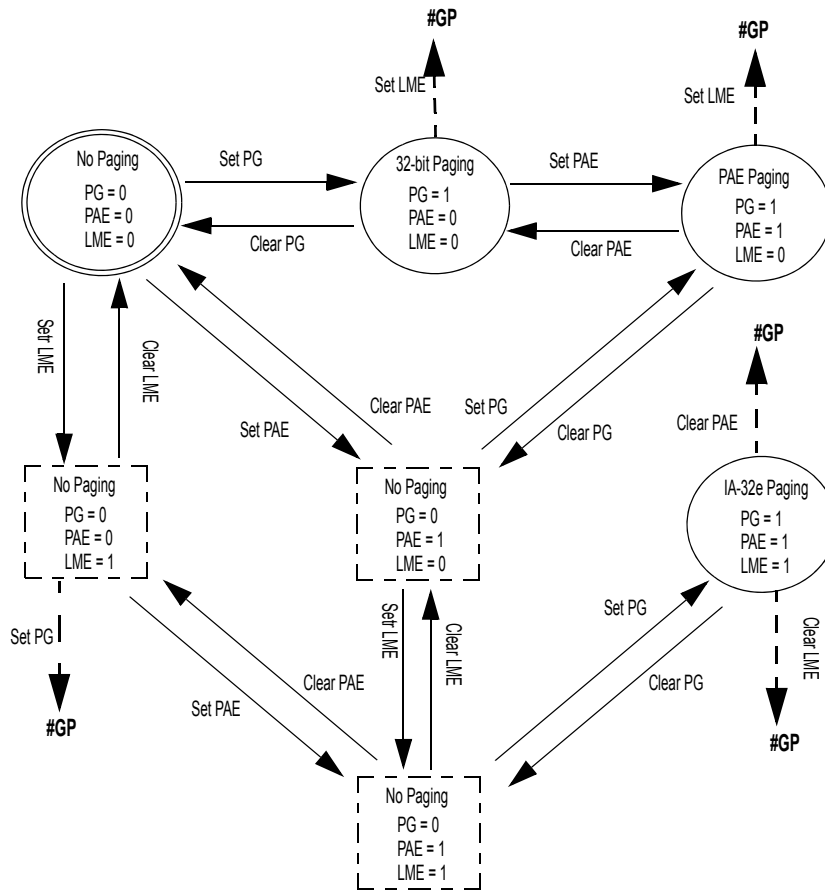 #GP
#GP
Set LME
Set LME
No Paging
PG = 0
PAE = 0
LME = 0
Set PG
Clear PG
32-bit Paging
PG = 1
PAE = 0
LME = 0
Set PAE
Clear PAE
PAE Paging
PG = 1
PAE = 1
LME = 0
Setr LME
Clear LME
Clear PAE
Set PAE
Set PG
Clear PG
#GP
Clear PAE
No Paging
PG = 0
PAE = 0
LME = 1
No Paging
PG = 0
PAE = 1
LME = 0
IA-32e Paging
PG = 1
PAE = 1
LME = 1
Set PG
#GP
Clear PAE
Set PAE
Setr LME
Clear LME
Set PG
Clear PG
Clear LME
#GP
No Paging
PG = 0
PAE = 1
LME = 1